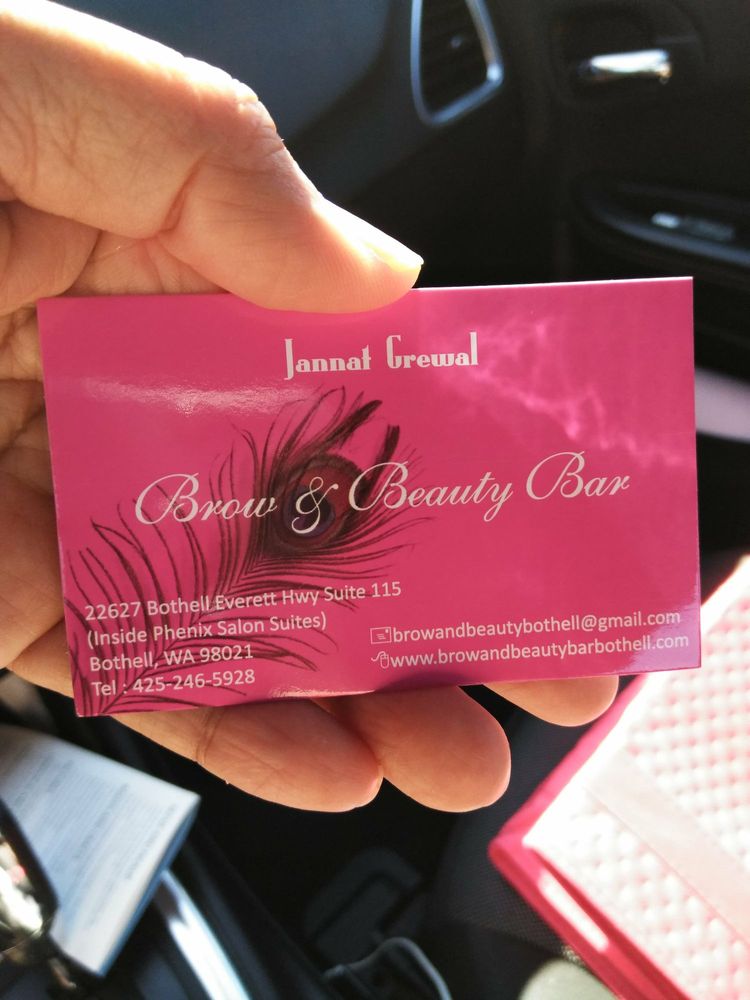 Jannat Grewal
Brow & Beauty Bar
22627 Bothell Everett Hwy Suite 115
(Inside Phenix Salon Suites)
Bothell, WA 98021
Tel : 425-246-5928
browandbeautybothell@gmail.com
www.browandbeautybarbothell.com